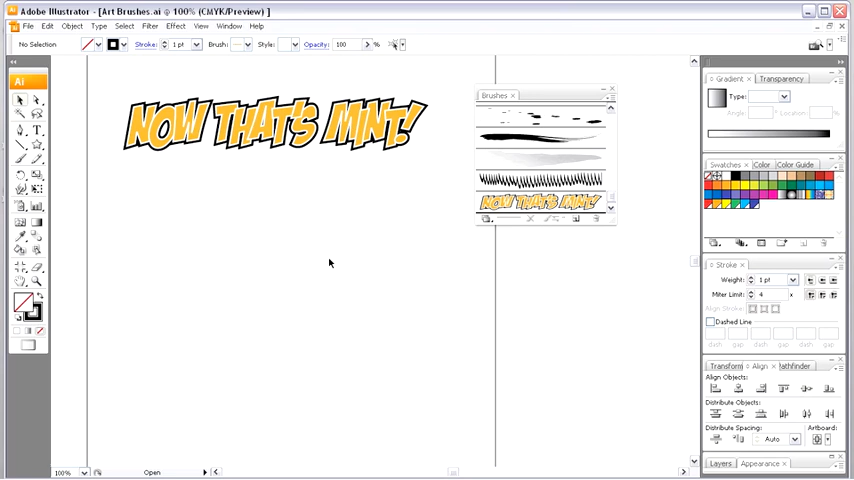 Adobe Illustrator - [Art Brushes.ai @ 100% (CMYK/Preview) ]
File Edit Object Type Select Filter Effect View Window Help
No Selection Stroke: 1 pt Brush: Style: Opacity: 100 %
Ai
NOW THAT'S MINT!
Brushes ×
NOW THAT'S MINT!
Gradient × Transparency
Type:
Angle: Location: %
Swatches × Color Color Guide
Stroke ×
Weight: 1 pt
Miter Limit: 4 x
Align Stroke:
Dashed Line
dash gap dash gap dash gap
Transform Align × Pathfinder
Align Objects:
Distribute Objects:
Distribute Spacing: Artboard:
Auto
Layers Appearance ×
100% Open